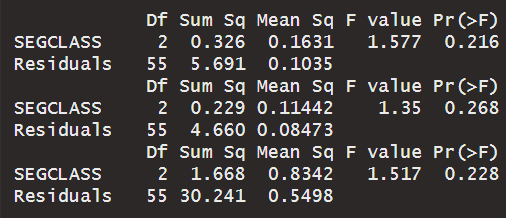 Df Sum Sq Mean Sq F value Pr(>F)
SEGCLASS 2 0.326 0.1631 1.577 0.216
Residuals 55 5.691 0.1035
Df Sum Sq Mean Sq F value Pr(>F)
SEGCLASS 2 0.229 0.11442 1.35 0.268
Residuals 55 4.660 0.08473
Df Sum Sq Mean Sq F value Pr(>F)
SEGCLASS 2 1.668 0.8342 1.517 0.228
Residuals 55 30.241 0.5498